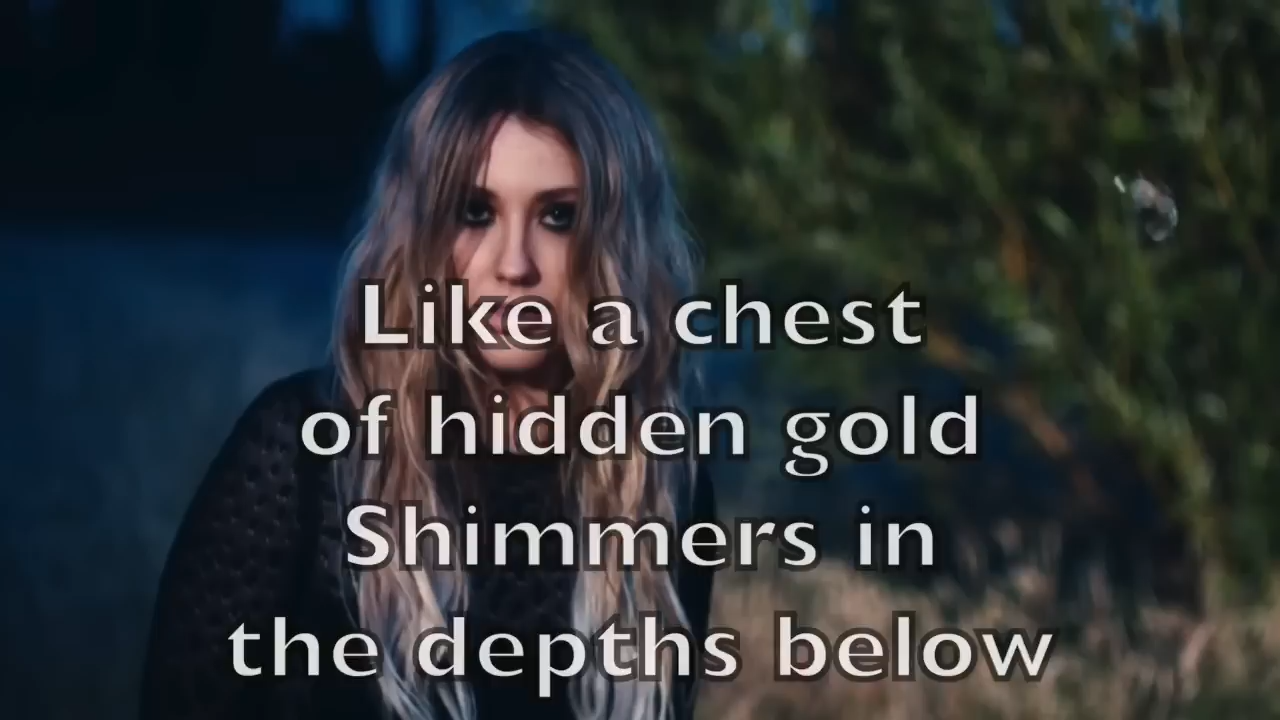 Like a chest
of hidden gold
Shimmers in
the depths below